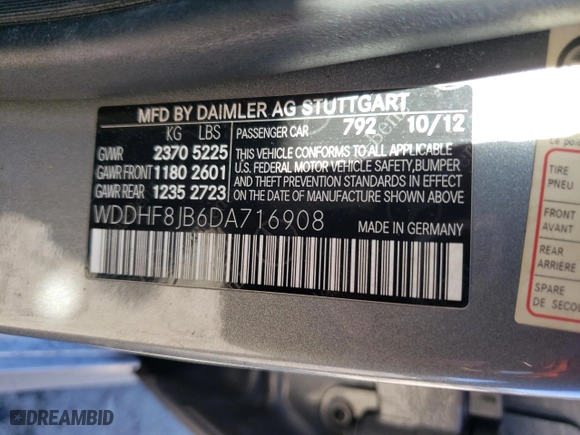 MFD BY DAIMLER AG STUTTGART
KG LBS
GVWR 2370 5225
GAWR FRONT 1180 2601
GAWR REAR 1235 2723
PASSENGER CAR 792 10/12
THIS VEHICLE CONFORMS TO ALL APPLICABLE
U.S. FEDERAL MOTOR VEHICLE SAFETY, BUMPER
AND THEFT PREVENTION STANDARDS IN EFFECT
ON THE DATE OF MANUFACTURE SHOWN ABOVE
WDDHF8JB6DA716908
MADE IN GERMANY
TIRE
PNEU
FRONT
AVANT
REAR
ARRIÈRE
SPARE
DE SECOU
DREAMBID